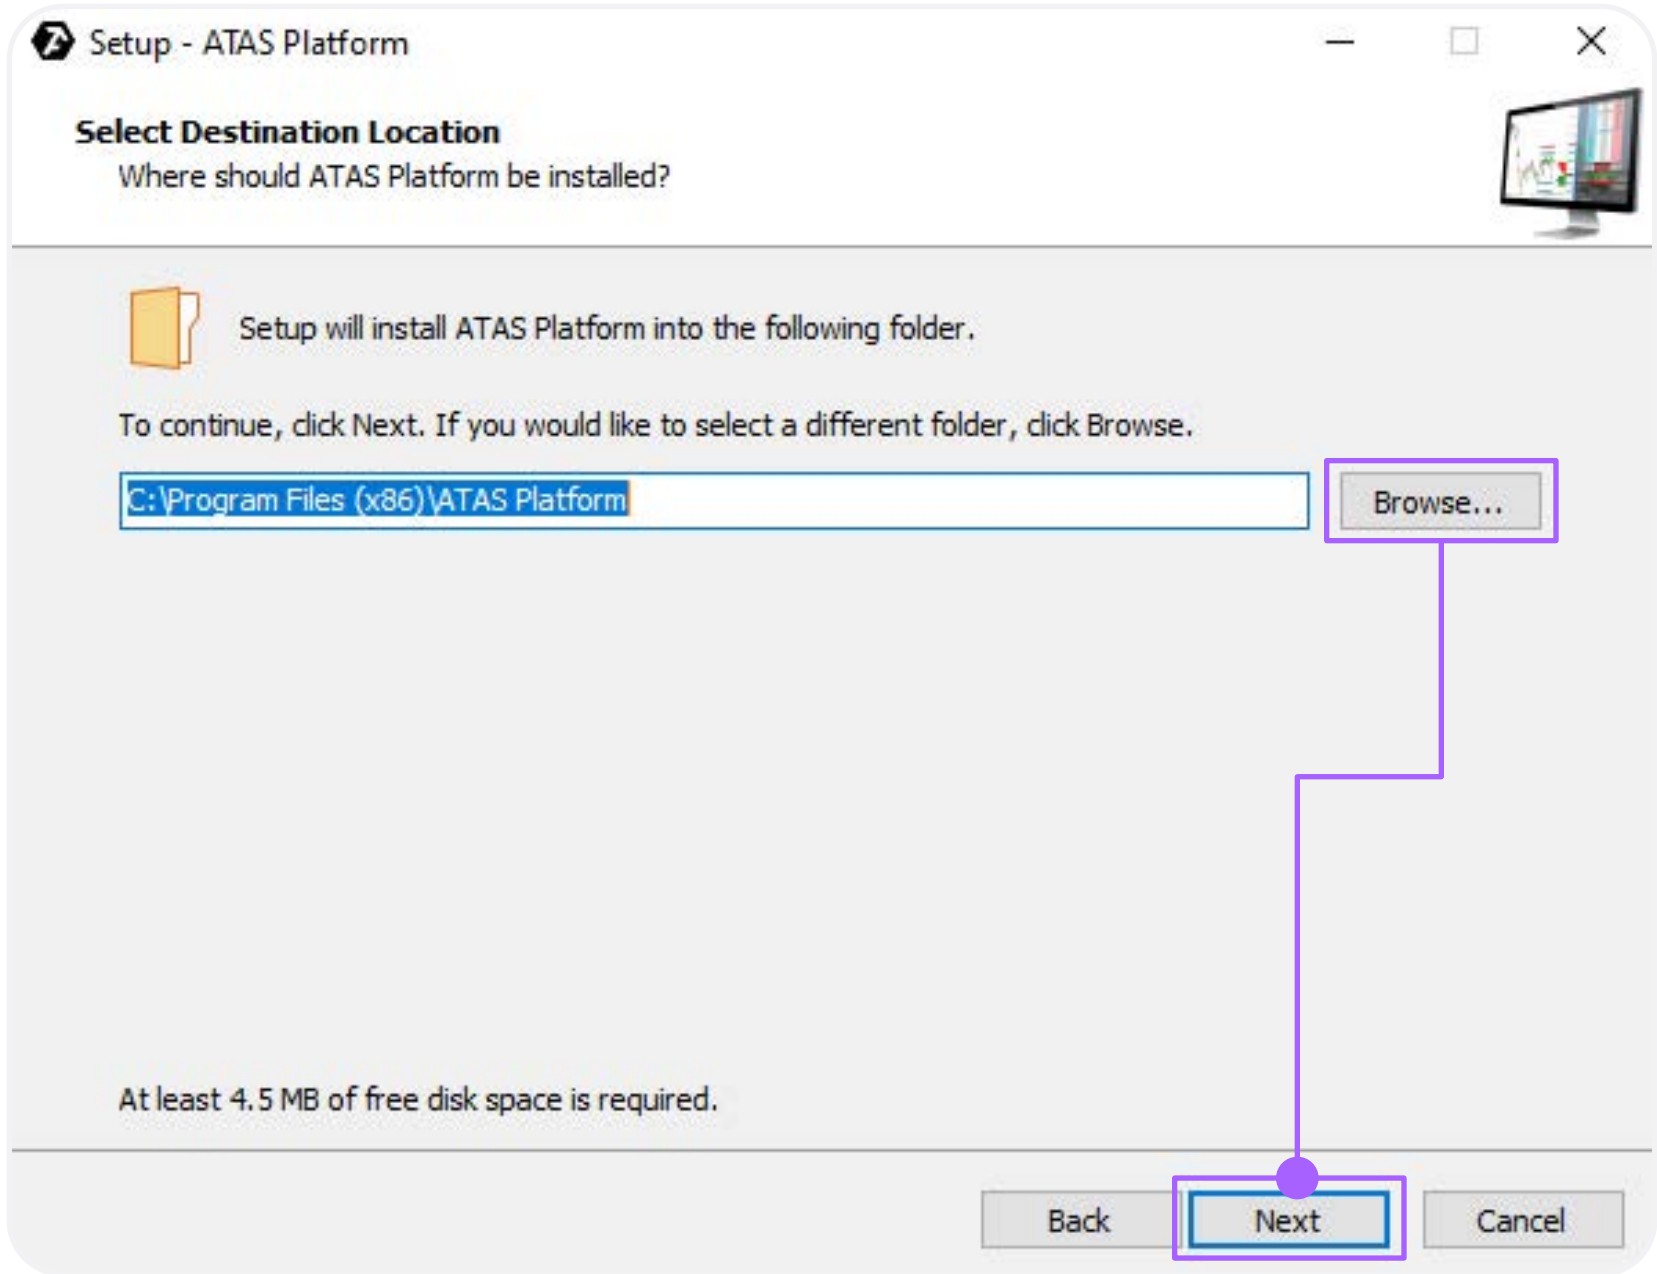 Setup - ATAS Platform
Select Destination Location
Where should ATAS Platform be installed?
Setup will install ATAS Platform into the following folder.
To continue, click Next. If you would like to select a different folder, click Browse.
C:\Program Files (x86)\ATAS Platform
Browse...
At least 4.5 MB of free disk space is required.
Back
Next
Cancel